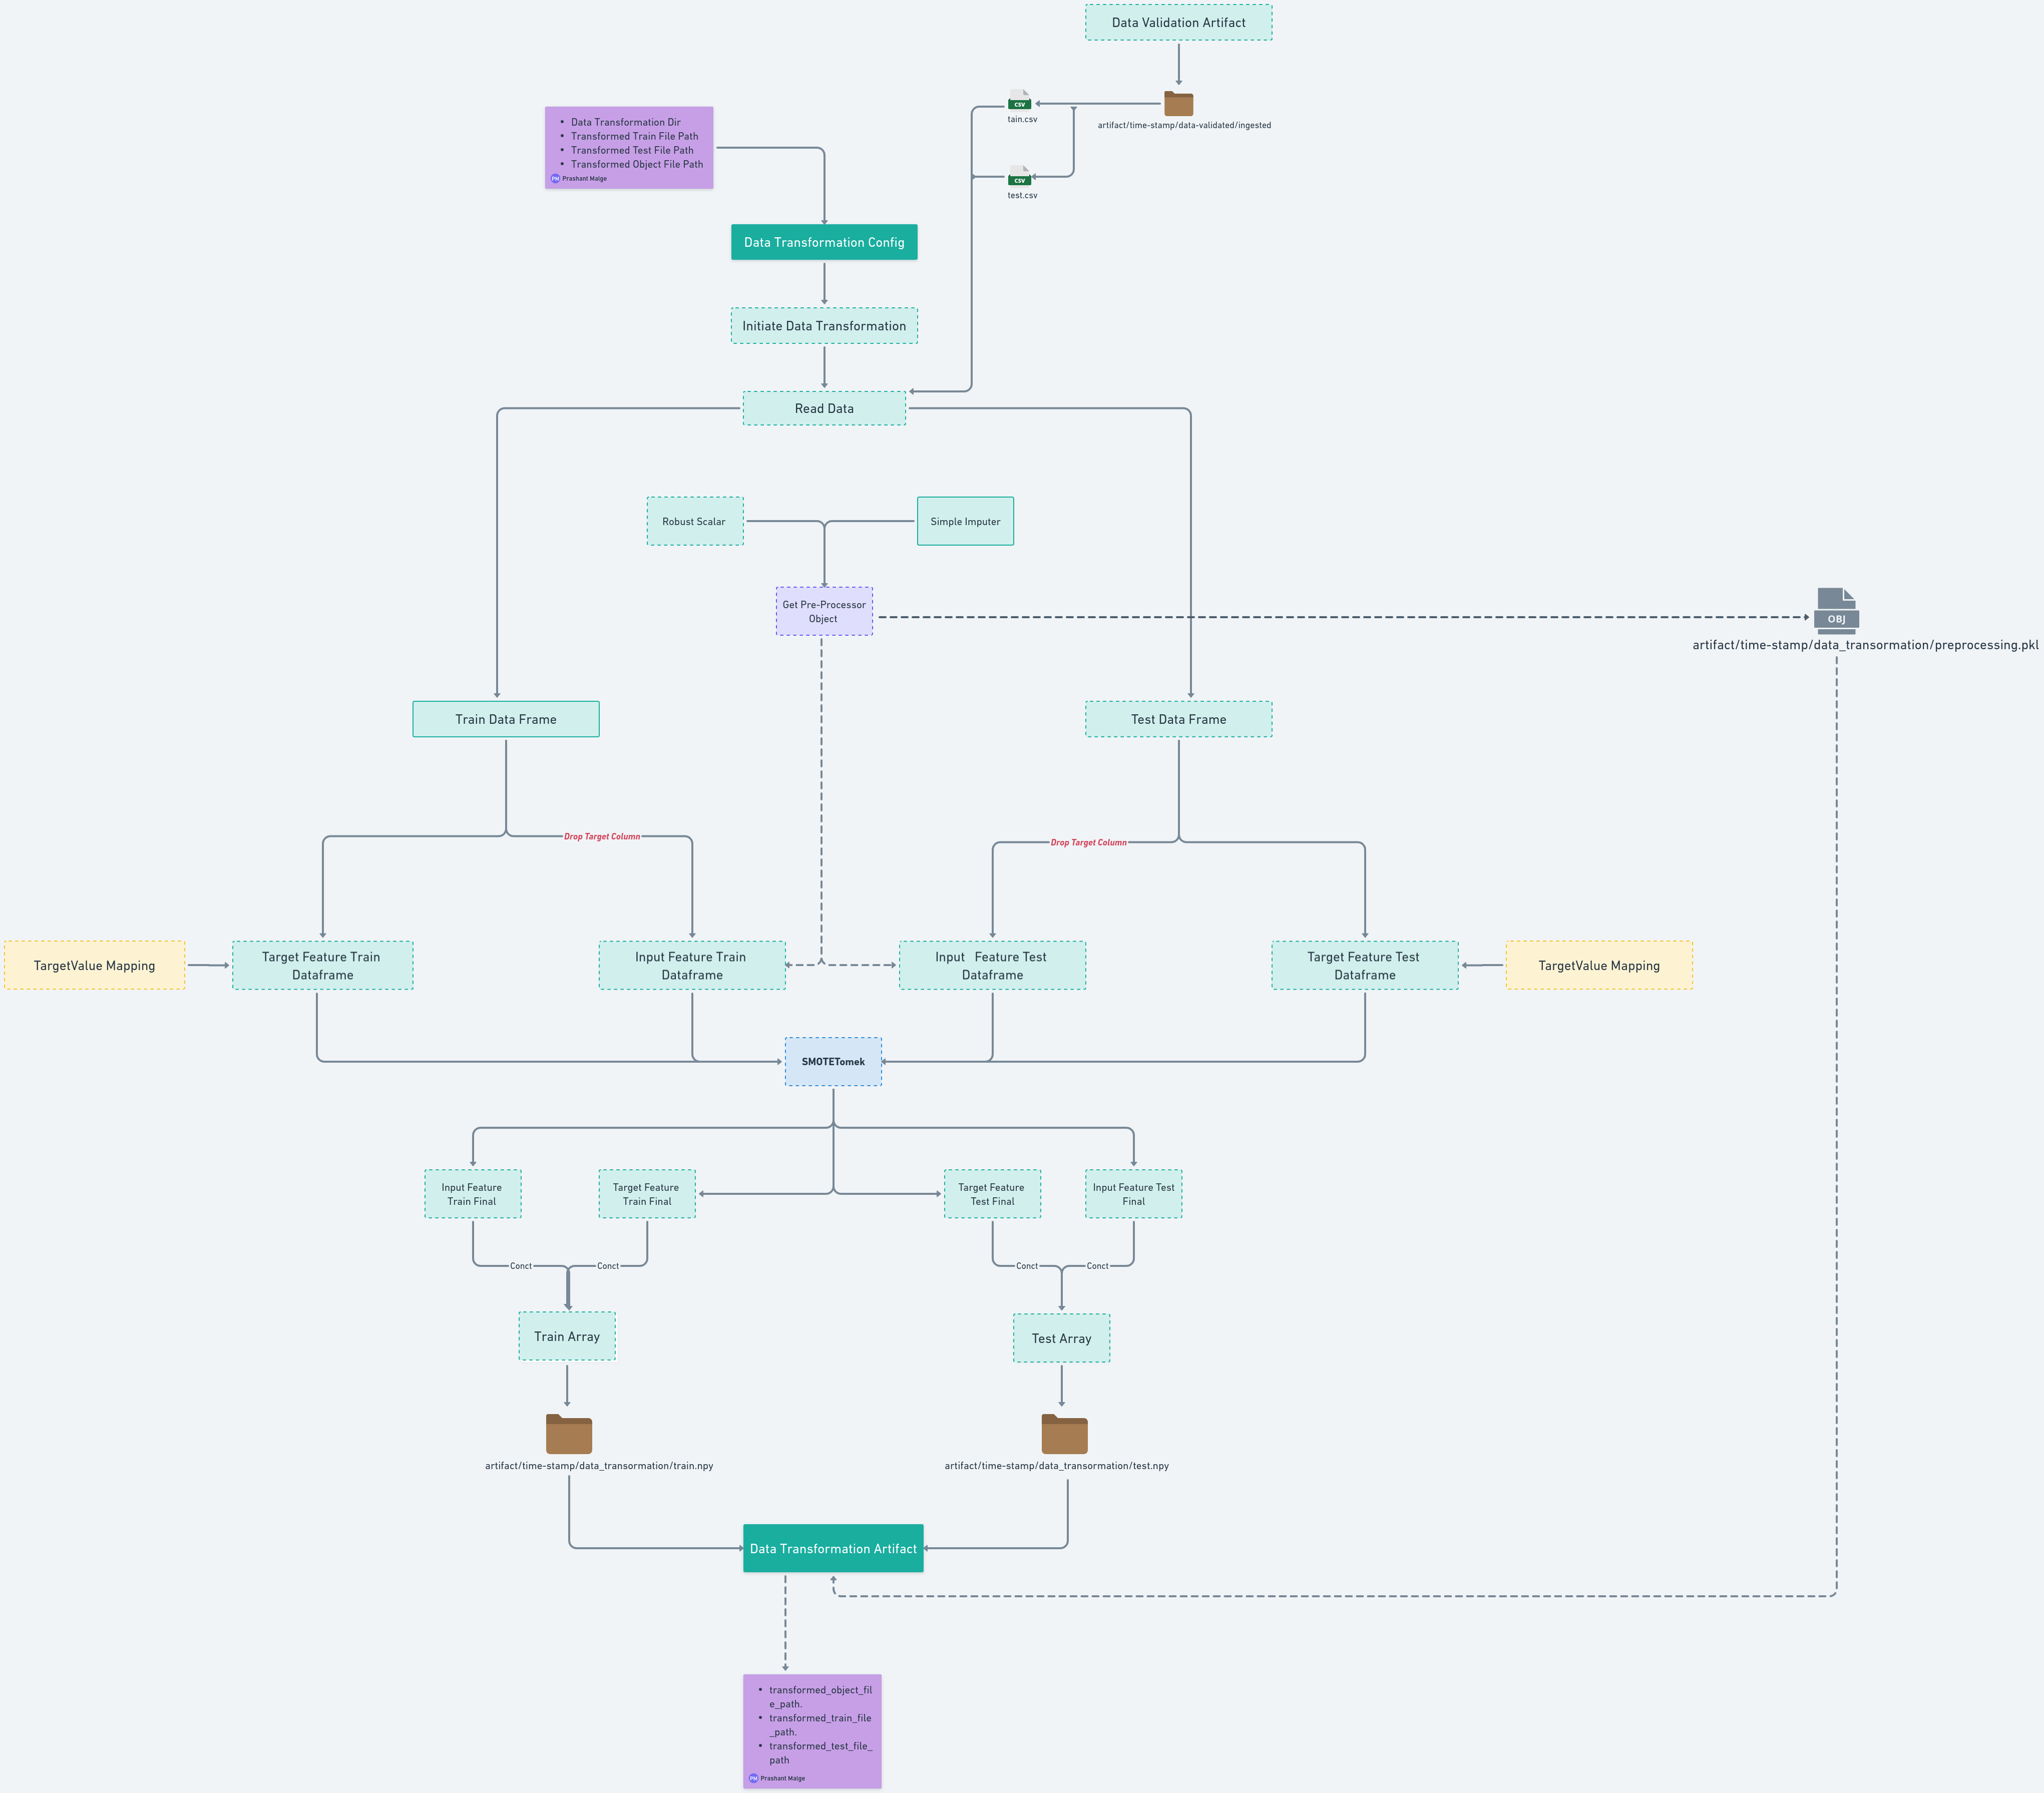 Data Validation Artifact
artifact/time-stamp/data-validated/ingested
CSV
tain.csv
CSV
test.csv
• Data Transformation Dir
• Transformed Train File Path
• Transformed Test File Path
• Transformed Object File Path
PM Prashant Malge
Data Transformation Config
Initiate Data Transformation
Read Data
Robust Scalar
Simple Imputer
Get Pre-Processor
Object
OBJ
artifact/time-stamp/data_transormation/preprocessing.pkl
Train Data Frame
Test Data Frame
Drop Target Column
Drop Target Column
TargetValue Mapping
Target Feature Train
Dataframe
Input Feature Train
Dataframe
Input Feature Test
Dataframe
Target Feature Test
Dataframe
TargetValue Mapping
SMOTETomek
Input Feature
Train Final
Target Feature
Train Final
Target Feature
Test Final
Input Feature Test
Final
Conct
Conct
Conct
Conct
Train Array
Test Array
artifact/time-stamp/data_transormation/train.npy
artifact/time-stamp/data_transormation/test.npy
Data Transformation Artifact
• transformed_object_fil
e_path.
• transformed_train_file
_path.
• transformed_test_file_
path
PM Prashant Malge